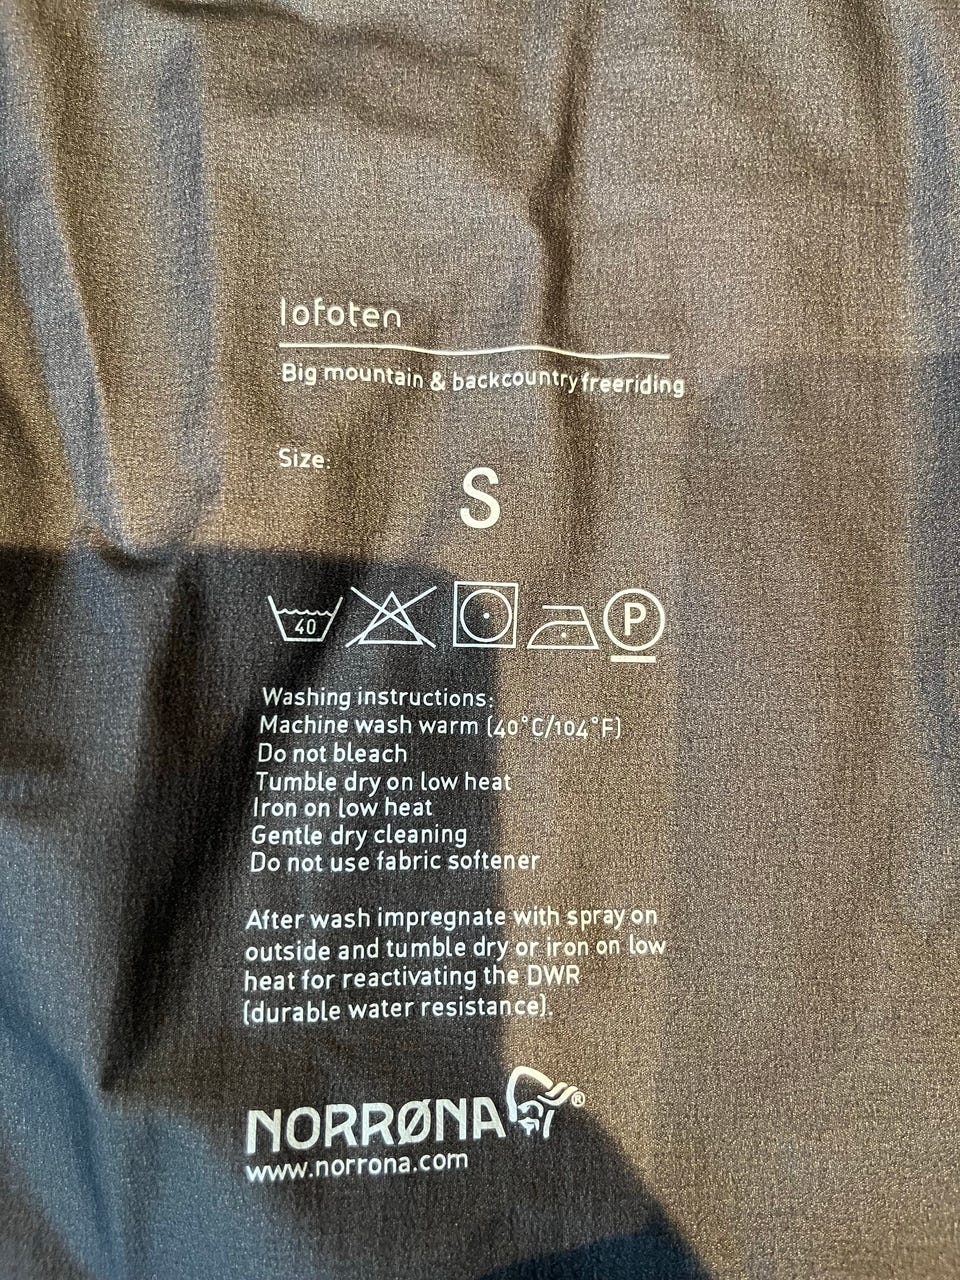 lofoten
Big mountain & backcountry freeriding
Size:
S
40
P
Washing instructions:
Machine wash warm (40°C/104°F)
Do not bleach
Tumble dry on low heat
Iron on low heat
Gentle dry cleaning
Do not use fabric softener
After wash impregnate with spray on
outside and tumble dry or iron on low
heat for reactivating the DWR
(durable water resistance).
NORRØNA®
www.norrona.com